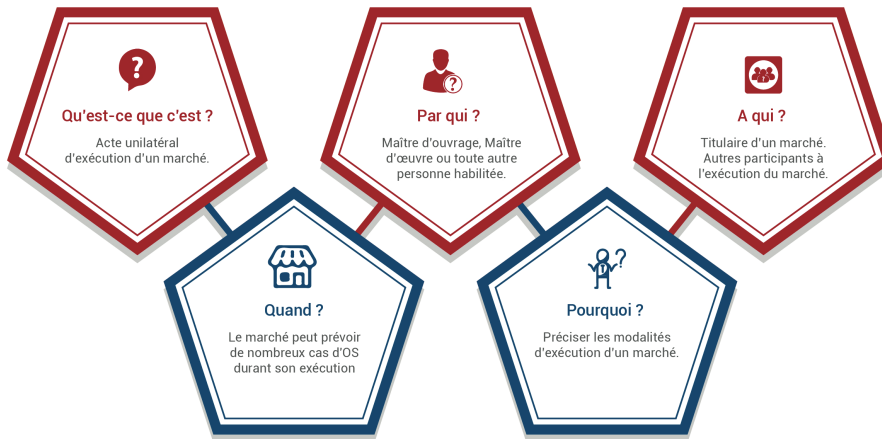 Qu'est-ce que c'est ?
Acte unilatéral
d'exécution d'un marché.
Quand ?
Le marché peut prévoir
de nombreux cas d'OS
durant son exécution
Par qui ?
Maître d'ouvrage, Maître
d'œuvre ou toute autre
personne habilitée.
Pourquoi ?
Préciser les modalités
d'exécution d'un marché.
A qui ?
Titulaire d'un marché.
Autres participants à
l'exécution du marché.